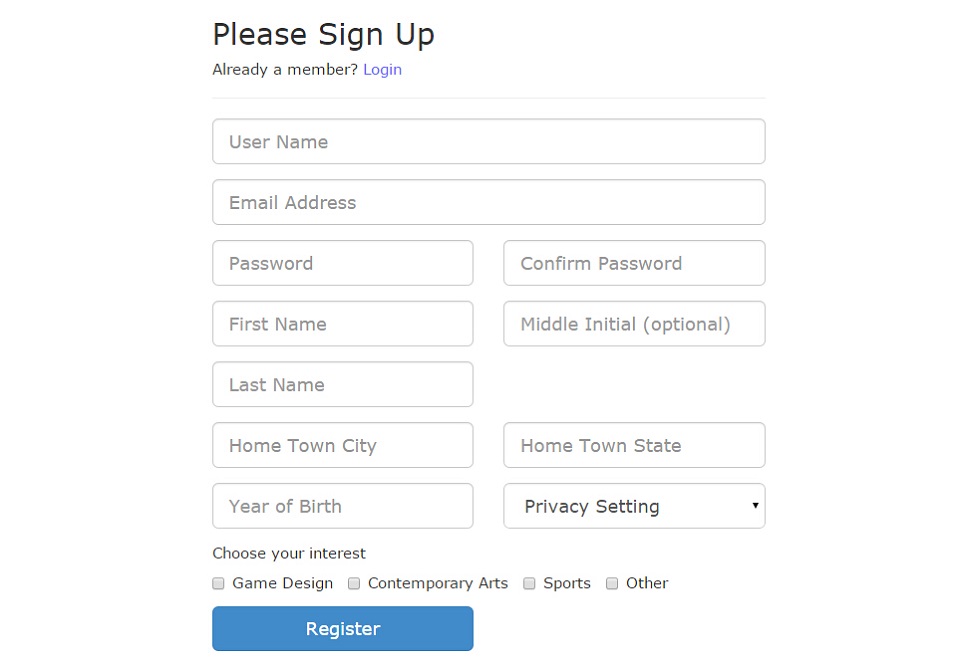 Please Sign Up
Already a member? Login
User Name
Email Address
Password Confirm Password
First Name Middle Initial (optional)
Last Name
Home Town City Home Town State
Year of Birth Privacy Setting
Choose your interest
Game Design Contemporary Arts Sports Other
Register